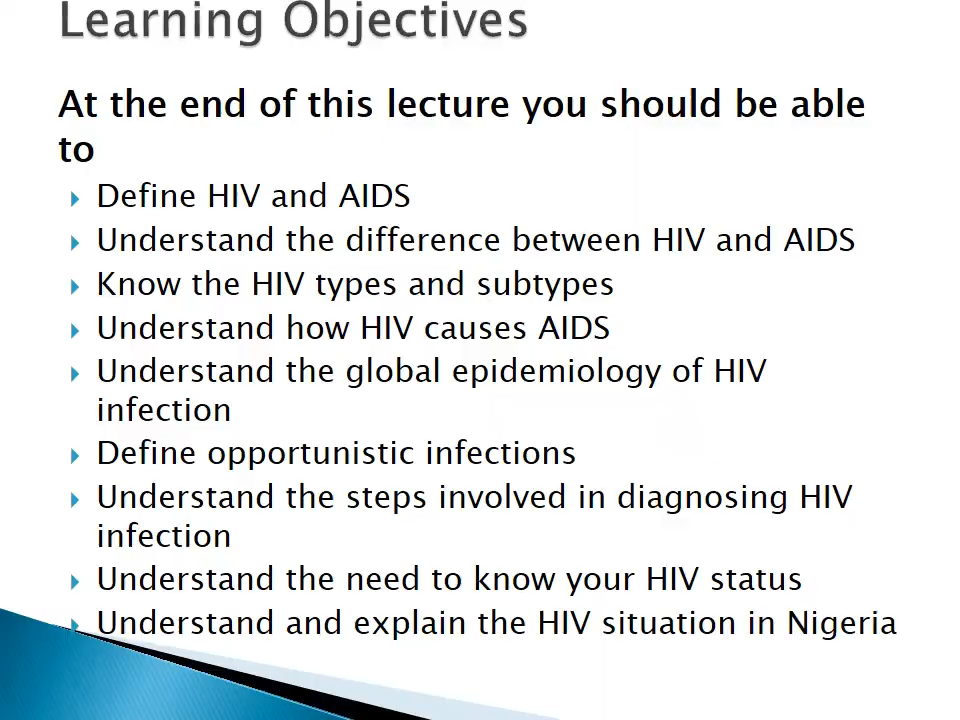 Learning Objectives
At the end of this lecture you should be able
to
Define HIV and AIDS
Understand the difference between HIV and AIDS
Know the HIV types and subtypes
Understand how HIV causes AIDS
Understand the global epidemiology of HIV
infection
Define opportunistic infections
Understand the steps involved in diagnosing HIV
infection
Understand the need to know your HIV status
Understand and explain the HIV situation in Nigeria